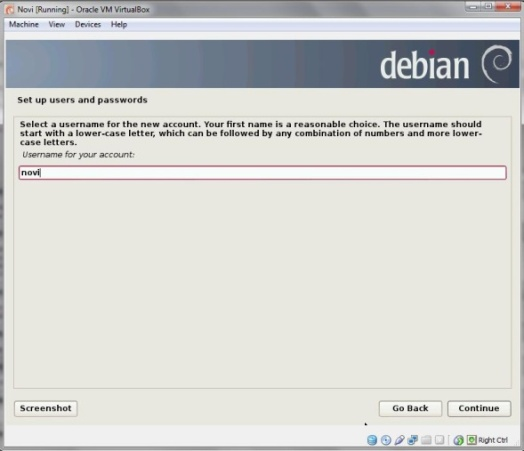 Novi [Running] - Oracle VM VirtualBox
Machine View Devices Help
debian
Set up users and passwords
Select a username for the new account. Your first name is a reasonable choice. The username should
start with a lower-case letter, which can be followed by any combination of numbers and more lower-
case letters.
Username for your account:
novi
Screenshot
Go Back Continue
Right Ctrl